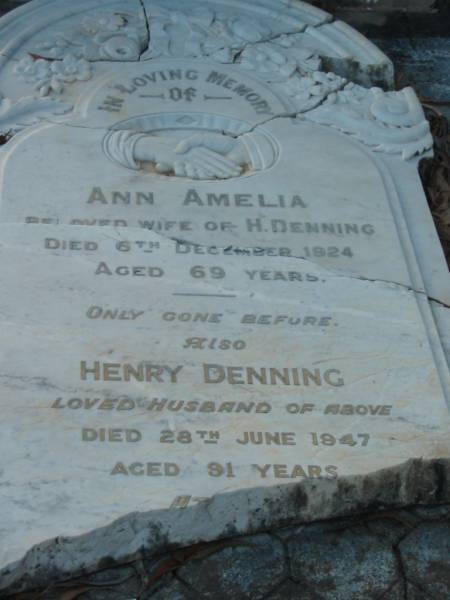 IN LOVING MEMORY
OF
ANN AMELIA
BELOVED WIFE OF H. DENNING
DIED 6TH DECEMBER 1924
AGED 69 YEARS.
ONLY GONE BEFORE.
ALSO
HENRY DENNING
LOVED HUSBAND OF ABOVE
DIED 28TH JUNE 1947
AGED 91 YEARS